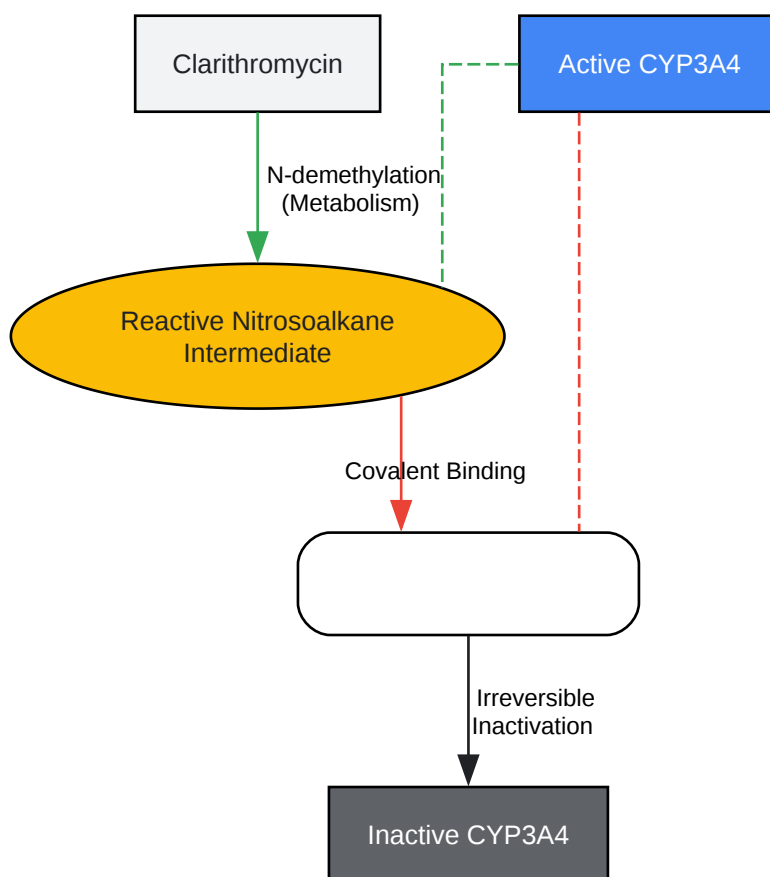 Clarithromycin
Active CYP3A4
N-demethylation
(Metabolism)
Reactive Nitrosoalkane
Intermediate
Covalent Binding
Irreversible
Inactivation
Inactive CYP3A4